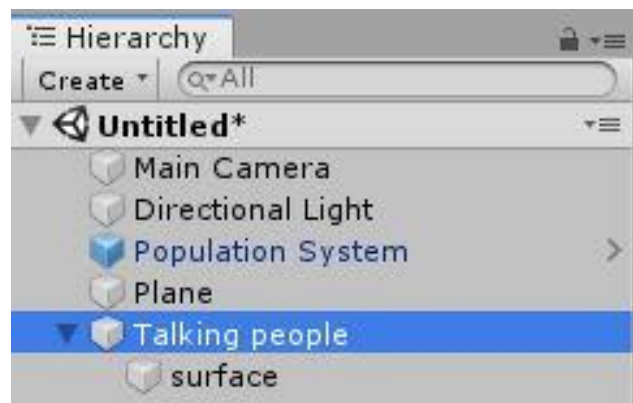 Hierarchy
Create All
Untitled*
Main Camera
Directional Light
Population System
Plane
Talking people
surface